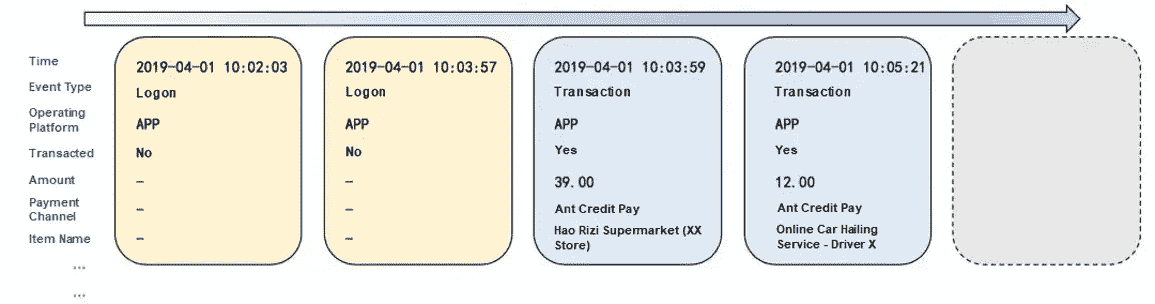 Time
Event Type
Operating
Platform
Transacted
Amount
Payment
Channel
Item Name
...
...
2019-04-01 10:02:03
Logon
APP
No
-
-
-
2019-04-01 10:03:57
Logon
APP
No
-
-
-
2019-04-01 10:03:59
Transaction
APP
Yes
39.00
Ant Credit Pay
Hao Rizi Supermarket (XX
Store)
2019-04-01 10:05:21
Transaction
APP
Yes
12.00
Ant Credit Pay
Online Car Hailing
Service - Driver X